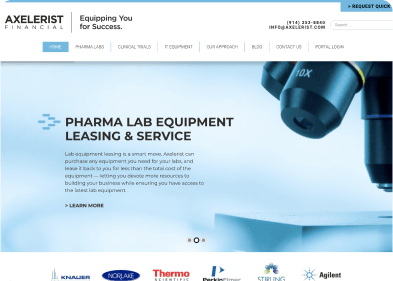 > REQUEST QUICK
AXELERIST
FINANCIAL
Equipping You
for Success.
(914) 253-8840
INFO@AXELERIST.COM
Search
HOME
PHARMA LABS
CLINICAL TRIALS
IT EQUIPMENT
OUR APPROACH
BLOG
CONTACT US
PORTAL LOGIN
10X
PHARMA LAB EQUIPMENT
LEASING & SERVICE
Lab equipment leasing is a smart move. Axelerist can
purchase any equipment you need for your labs, and
lease it back to you for less than the total cost of the
equipment — letting you devote more resources to
building your business while ensuring you have access to
the latest lab equipment.
> LEARN MORE
KNAUER
NORLAKE
Thermo
SCIENTIFIC
PerkinElmer
STIRLING
Agilent